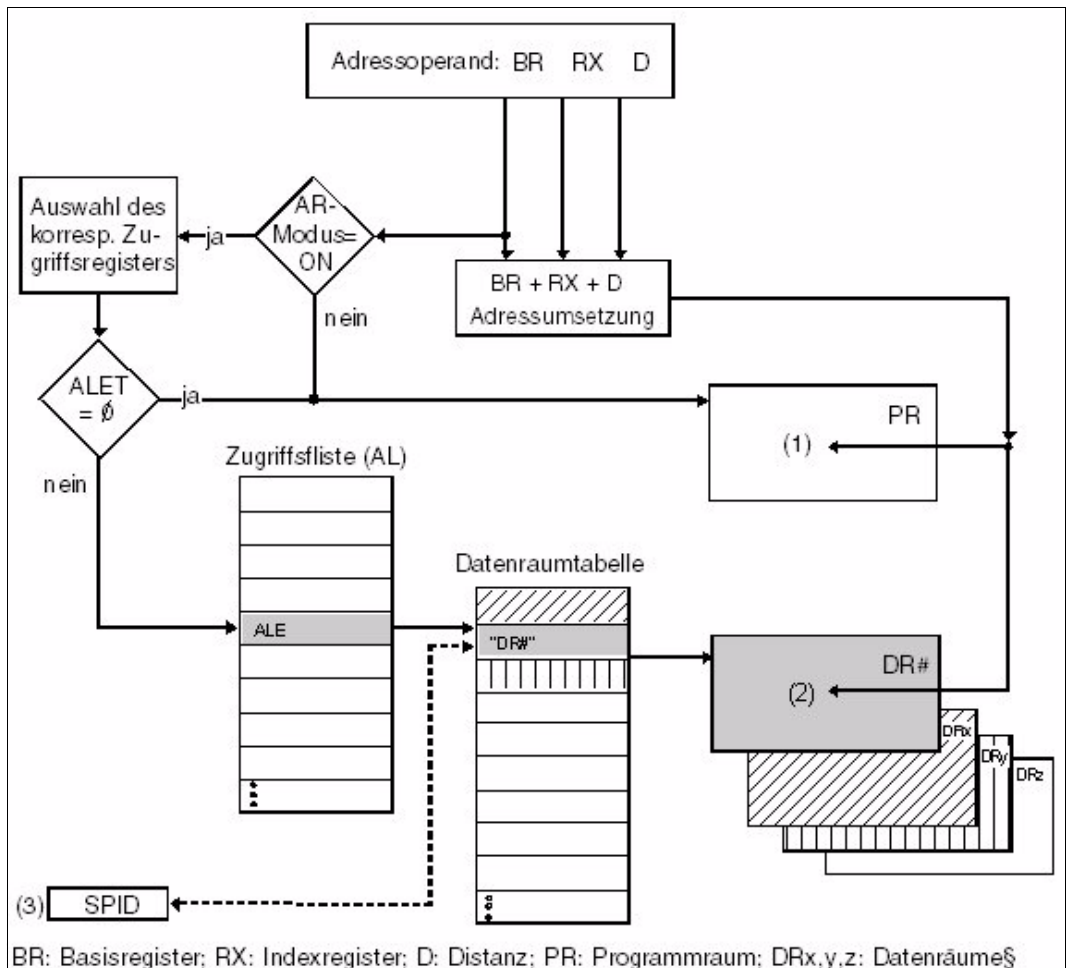 Adressoperand: BR RX D
Auswahl des
korresp. Zu-
griffsregisters
ja
AR-
Modus=
ON
nein
BR + RX + D
Adressumsetzung
ALET
= Ø
ja
nein
PR
(1)
Zugriffsfliste (AL)
ALE
Datenraumtabelle
"DR#"
DR#
(2)
DRx
DRy
DRz
(3) SPID
BR: Basisregister; RX: Indexregister; D: Distanz; PR: Programmraum; DRx,y,z: Datenräume§